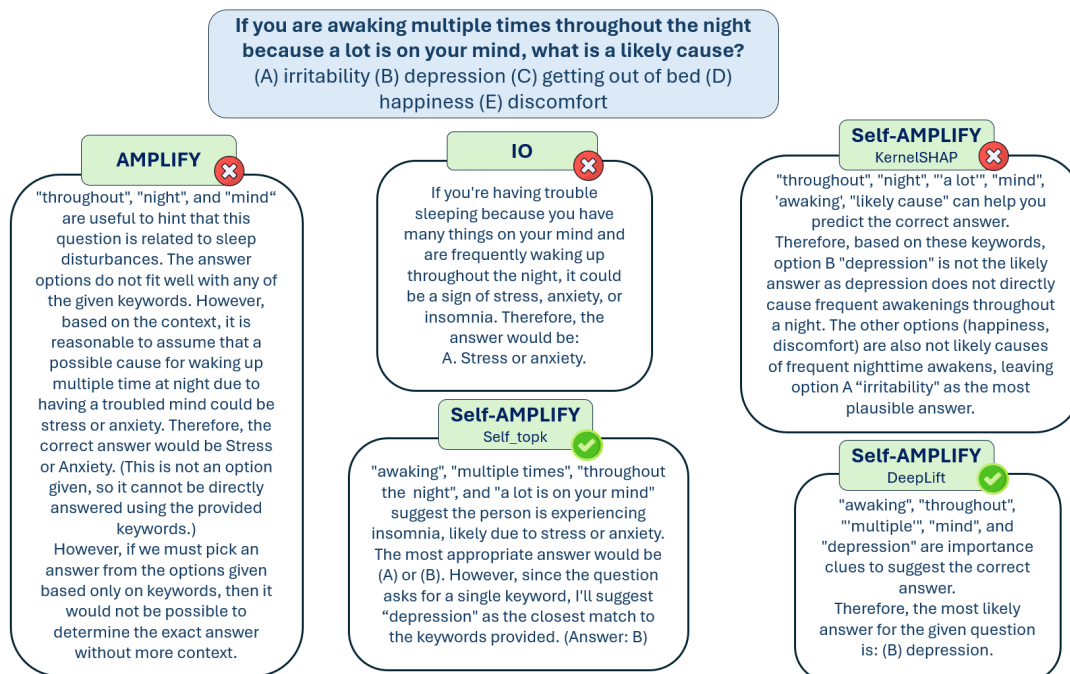 If you are awaking multiple times throughout the night
because a lot is on your mind, what is a likely cause?
(A) irritability (B) depression (C) getting out of bed (D)
happiness (E) discomfort
AMPLIFY
"throughout", "night", and "mind“
are useful to hint that this
question is related to sleep
disturbances. The answer
options do not fit well with any of
the given keywords. However,
based on the context, it is
reasonable to assume that a
possible cause for waking up
multiple time at night due to
having a troubled mind could be
stress or anxiety. Therefore, the
correct answer would be Stress
or Anxiety. (This is not an option
given, so it cannot be directly
answered using the provided
keywords.)
However, if we must pick an
answer from the options given
based only on keywords, then it
would not be possible to
determine the exact answer
without more context.
IO
If you're having trouble
sleeping because you have
many things on your mind and
are frequently waking up
throughout the night, it could
be a sign of stress, anxiety, or
insomnia. Therefore, the
answer would be:
A. Stress or anxiety.
Self-AMPLIFY
Self_topk
"awaking", "multiple times", "throughout
the night", and "a lot is on your mind"
suggest the person is experiencing
insomnia, likely due to stress or anxiety.
The most appropriate answer would be
(A) or (B). However, since the question
asks for a single keyword, I'll suggest
“depression" as the closest match to
the keywords provided. (Answer: B)
Self-AMPLIFY
KernelSHAP
"throughout", "night", "'a lot'", "mind",
'awaking', "likely cause" can help you
predict the correct answer.
Therefore, based on these keywords,
option B "depression" is not the likely
answer as depression does not directly
cause frequent awakenings throughout
a night. The other options (happiness,
discomfort) are also not likely causes
of frequent nighttime awakens, leaving
option A “irritability" as the most
plausible answer.
Self-AMPLIFY
DeepLift
"awaking", "throughout",
"'multiple'", "mind", and
"depression" are importance
clues to suggest the correct
answer.
Therefore, the most likely
answer for the given question
is: (B) depression.